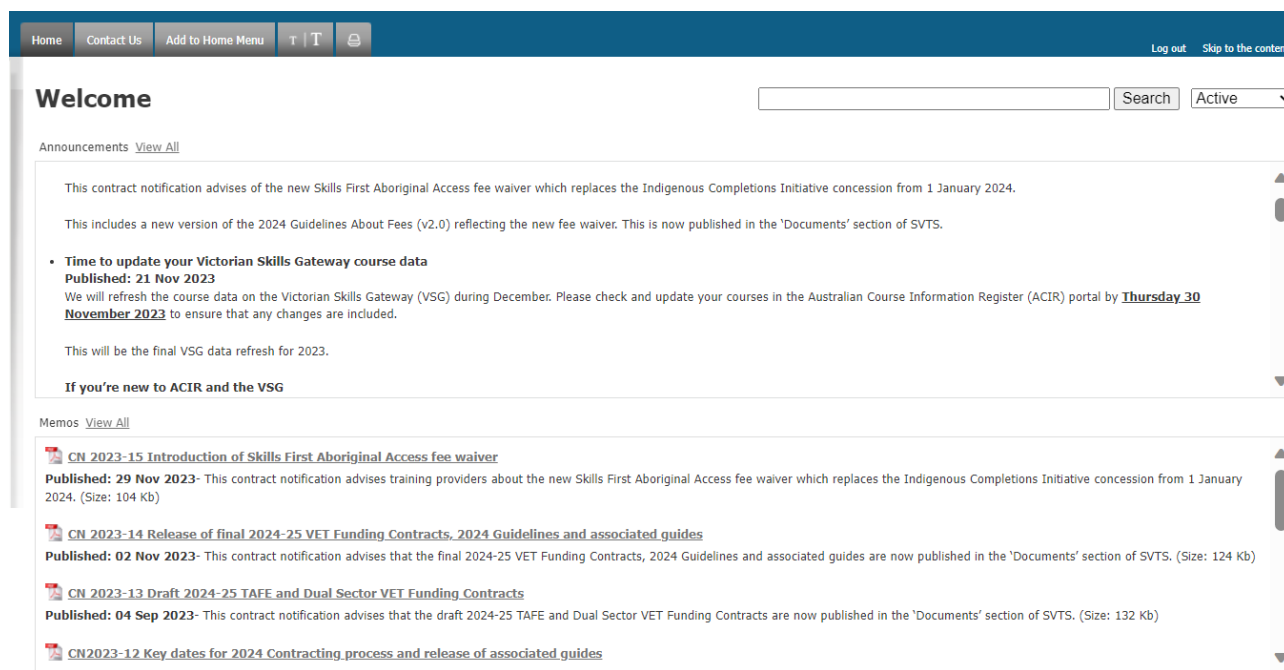 Home Contact Us Add to Home Menu T | T
Log out Skip to the conten
Welcome
Search Active
Announcements View All
This contract notification advises of the new Skills First Aboriginal Access fee waiver which replaces the Indigenous Completions Initiative concession from 1 January 2024.
This includes a new version of the 2024 Guidelines About Fees (v2.0) reflecting the new fee waiver. This is now published in the 'Documents' section of SVTS.
• Time to update your Victorian Skills Gateway course data
Published: 21 Nov 2023
We will refresh the course data on the Victorian Skills Gateway (VSG) during December. Please check and update your courses in the Australian Course Information Register (ACIR) portal by Thursday 30
November 2023 to ensure that any changes are included.
This will be the final VSG data refresh for 2023.
If you're new to ACIR and the VSG
Memos View All
CN 2023-15 Introduction of Skills First Aboriginal Access fee waiver
Published: 29 Nov 2023- This contract notification advises training providers about the new Skills First Aboriginal Access fee waiver which replaces the Indigenous Completions Initiative concession from 1 January
2024. (Size: 104 Kb)
CN 2023-14 Release of final 2024-25 VET Funding Contracts, 2024 Guidelines and associated guides
Published: 02 Nov 2023- This contract notification advises that the final 2024-25 VET Funding Contracts, 2024 Guidelines and associated guides are now published in the 'Documents' section of SVTS. (Size: 124 Kb)
CN 2023-13 Draft 2024-25 TAFE and Dual Sector VET Funding Contracts
Published: 04 Sep 2023- This contract notification advises that the draft 2024-25 TAFE and Dual Sector VET Funding Contracts are now published in the 'Documents' section of SVTS. (Size: 132 Kb)
CN2023-12 Key dates for 2024 Contracting process and release of associated guides